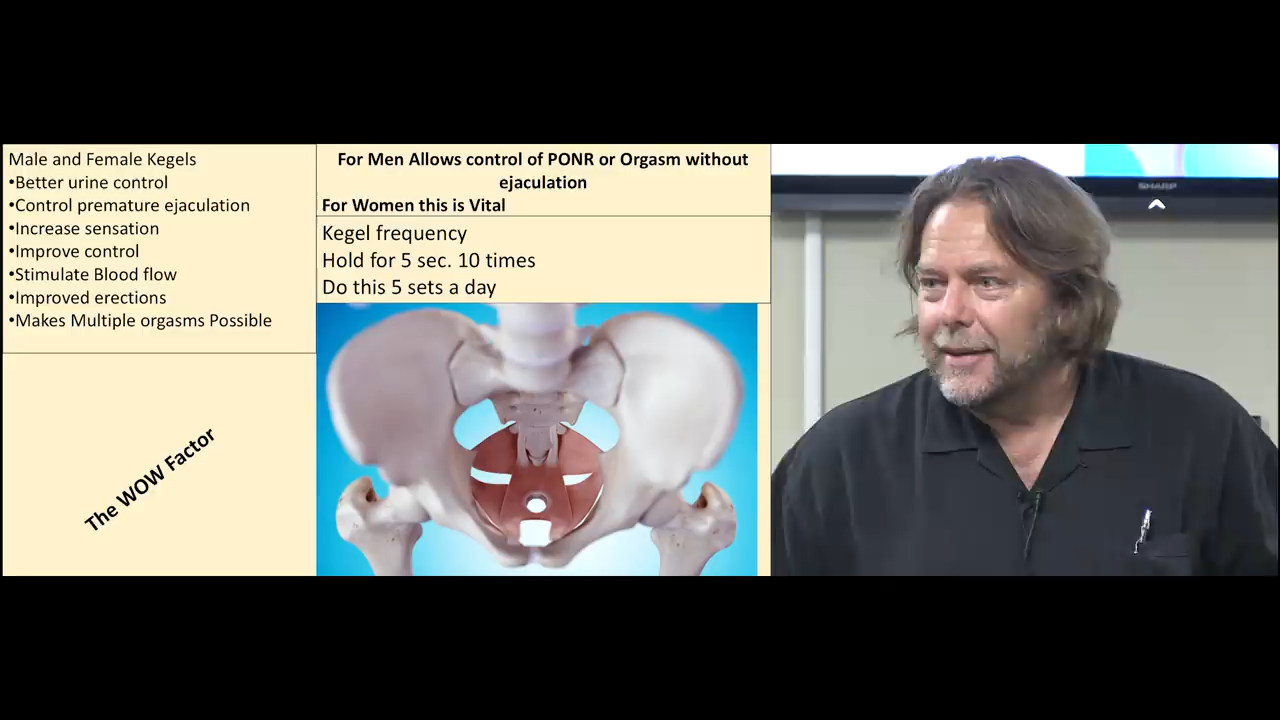 Male and Female Kegels
•Better urine control
•Control premature ejaculation
•Increase sensation
•Improve control
•Stimulate Blood flow
•Improved erections
•Makes Multiple orgasms Possible
The WOW Factor
For Men Allows control of PONR or Orgasm without
ejaculation
For Women this is Vital
Kegel frequency
Hold for 5 sec. 10 times
Do this 5 sets a day
SHARP